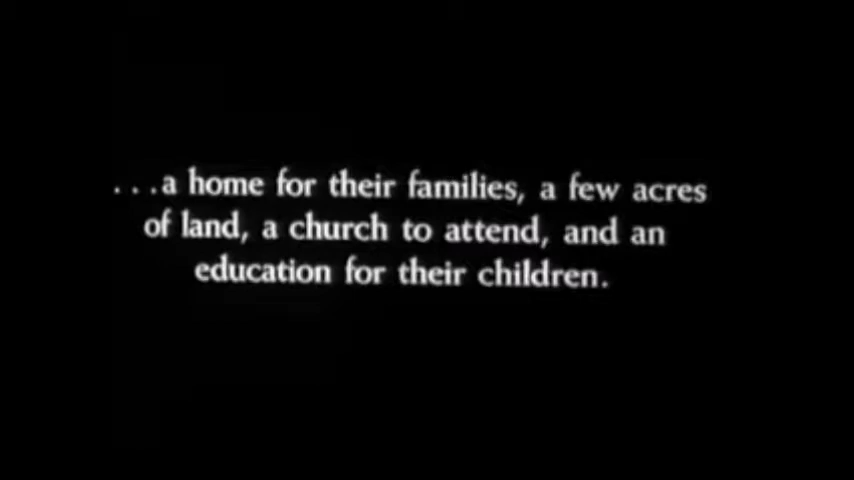 ...a home for their families, a few acres
of land, a church to attend, and an
education for their children.